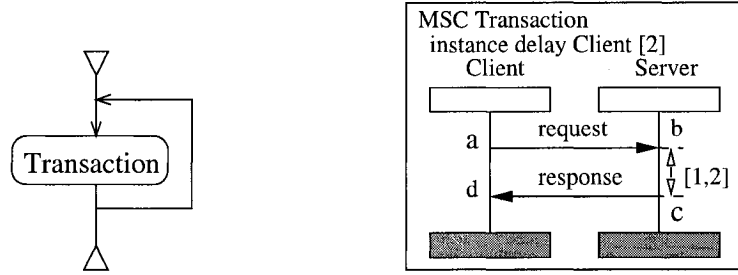 Transaction
MSC Transaction
instance delay Client [2]
Client Server
a request b
d response [1,2]
c